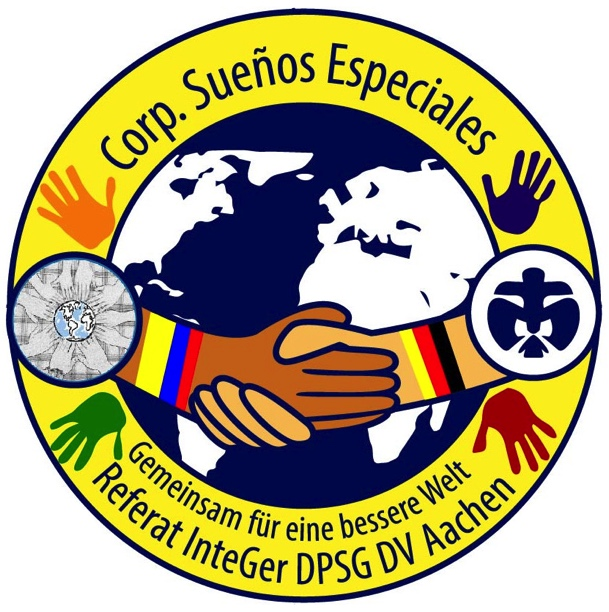 Corp. Sueños Especiales
Gemeinsam für eine bessere Welt
Referat InteGer DPSG DV Aachen